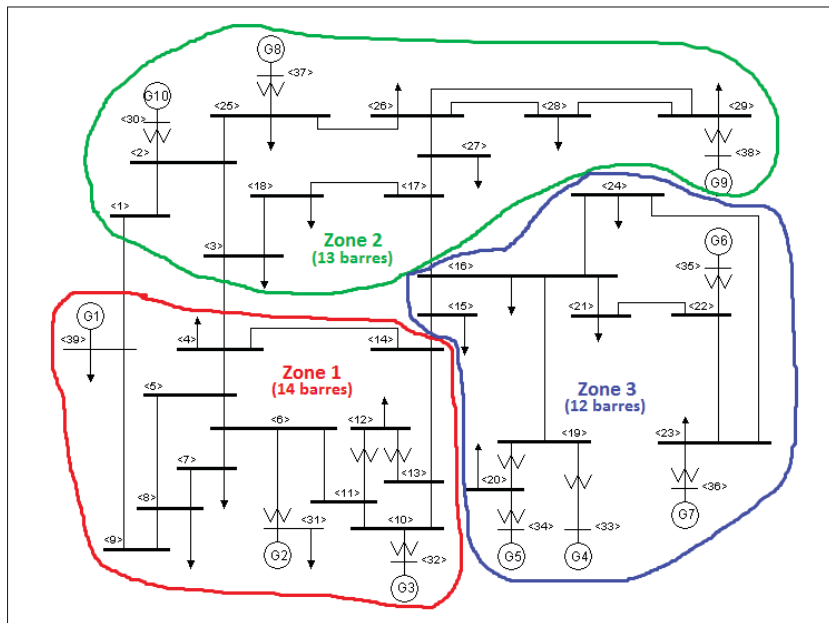 G8
<37>
G10
<30>
<25>
<26>
<28>
<29>
<2>
<27>
<38>
G9
<18>
<17>
<24>
<1>
Zone 2
(13 barres)
<3>
<16>
G6
<35>
<15>
<21>
<22>
G1
<39>
<4>
<14>
Zone 1
(14 barres)
<5>
<6>
<12>
Zone 3
(12 barres)
<7>
<13>
<19>
<23>
<8>
<11>
<20>
<36>
<9>
<31>
<10>
<34>
<33>
G7
G2
<32>
G3
G5
G4